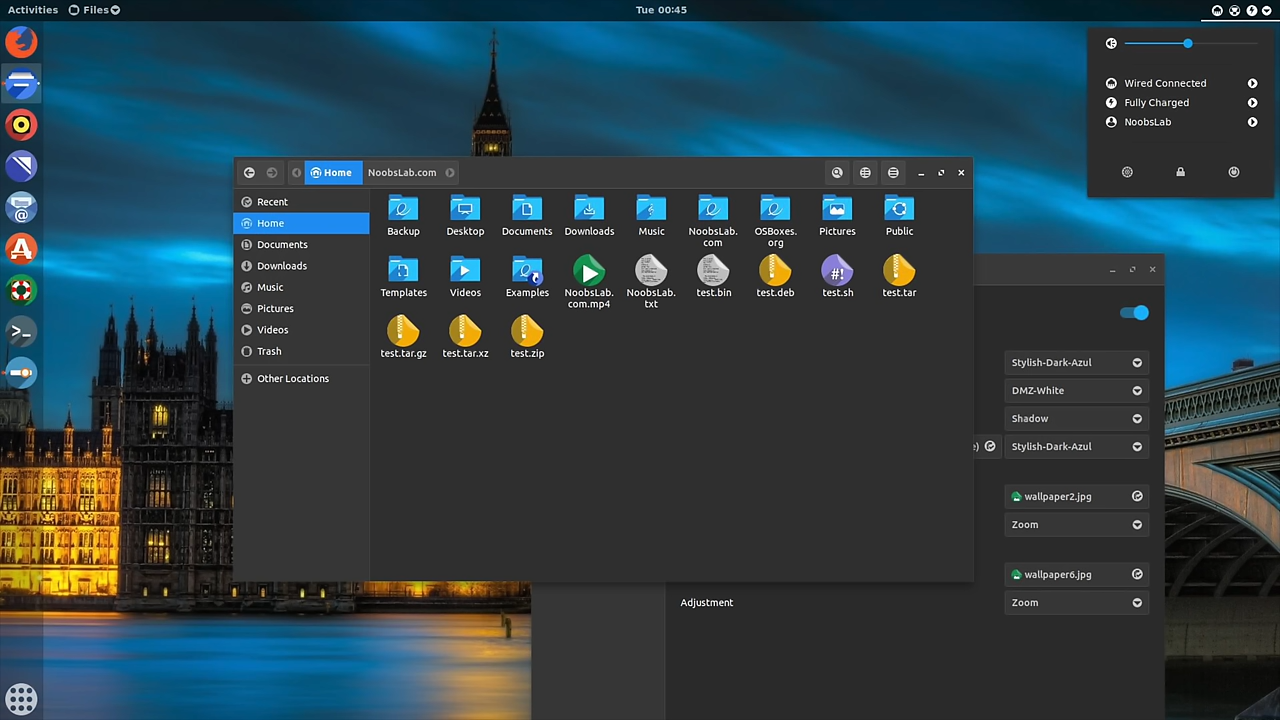 Activities
Files
Tue 00:45
Wired Connected
Fully Charged
NoobsLab
Home
NoobsLab.com
Recent
Home
Documents
Downloads
Music
Pictures
Videos
Trash
Other Locations
Backup
Desktop
Documents
Downloads
Music
NoobsLab.
com
OSBoxes.
org
Pictures
Public
Templates
Videos
Examples
NoobsLab.
com.mp4
NoobsLab.
txt
test.bin
test.deb
#!
test.sh
test.tar
test.tar.gz
test.tar.xz
test.zip
Stylish-Dark-Azul
DMZ-White
Shadow
Stylish-Dark-Azul
wallpaper2.jpg
Zoom
wallpaper6.jpg
Adjustment
Zoom